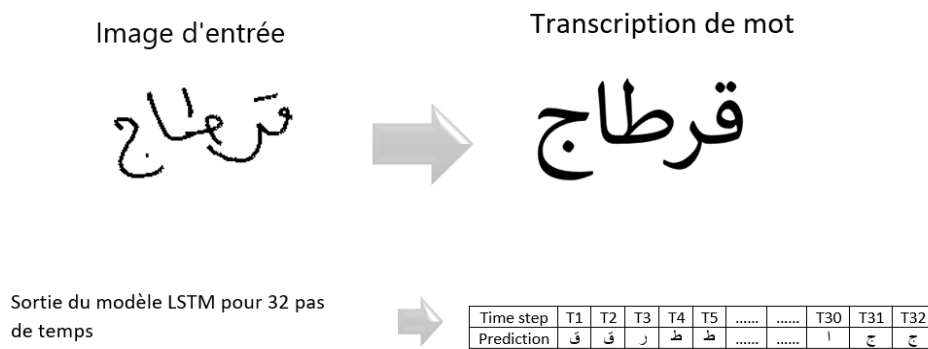 Image d'entrée
Transcription de mot
قرطاج
قرطاج
Sortie du modèle LSTM pour 32 pas
de temps
Time step T1 T2 T3 T4 T5 ...... ...... T30 T31 T32
Prediction ق ق ر ط ط ...... ...... ا ج ج